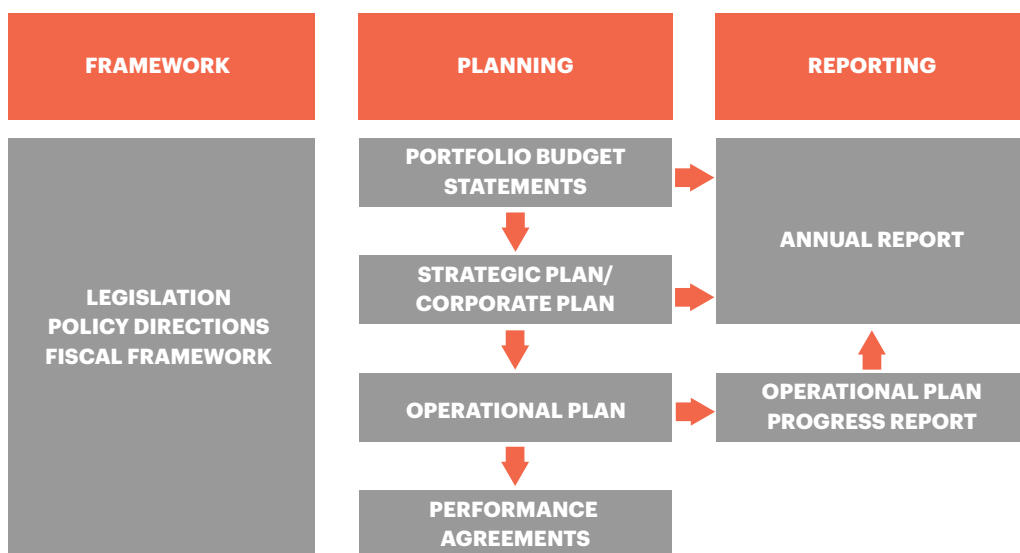 FRAMEWORK
PLANNING
REPORTING
LEGISLATION
POLICY DIRECTIONS
FISCAL FRAMEWORK
PORTFOLIO BUDGET
STATEMENTS
STRATEGIC PLAN/
CORPORATE PLAN
OPERATIONAL PLAN
PERFORMANCE
AGREEMENTS
ANNUAL REPORT
OPERATIONAL PLAN
PROGRESS REPORT